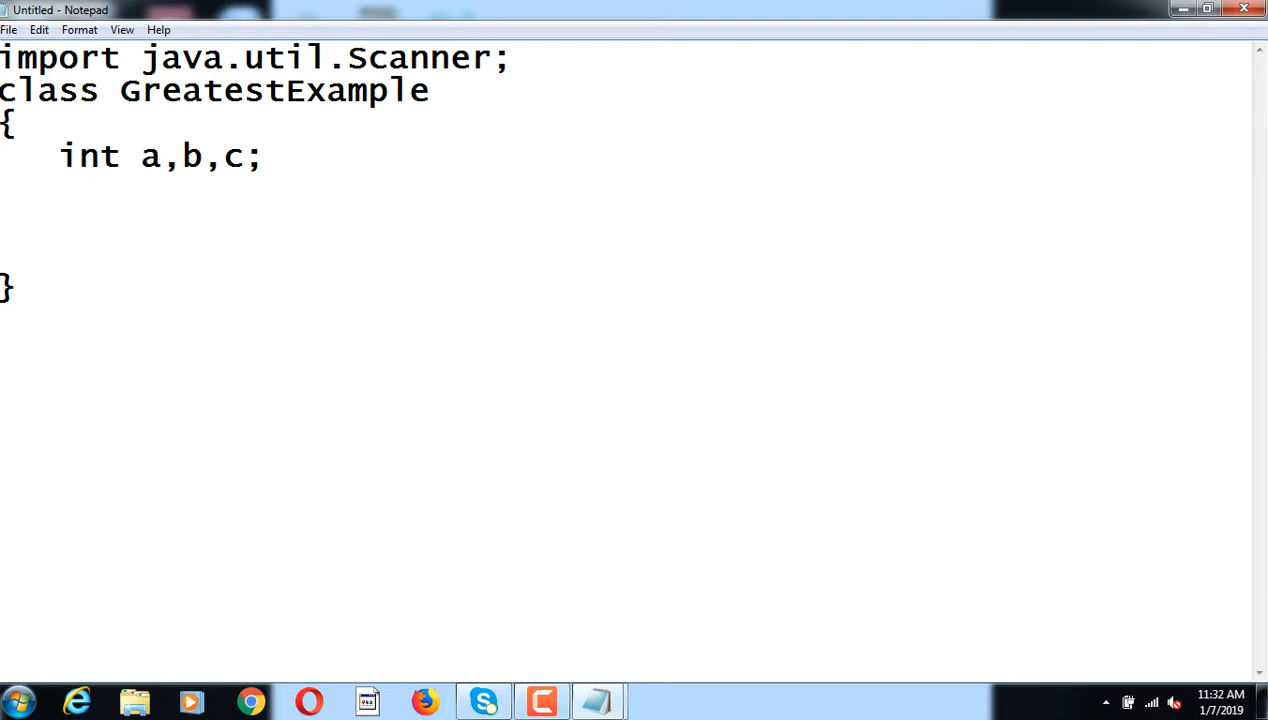 Untitled - Notepad
File Edit Format View Help
import java.util.Scanner;
class GreatestExample
{
int a,b,c;
}
11:32 AM
1/7/2019